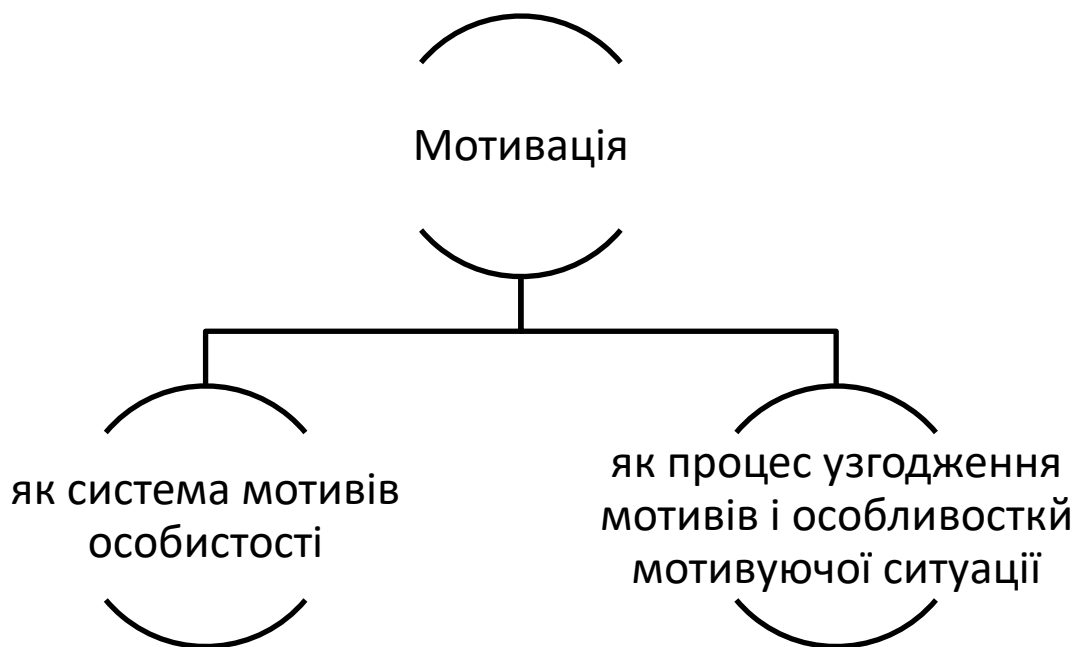 Мотивація
як система мотивів
особистості
як процес узгодження
мотивів і особливосткй
мотивуючої ситуації